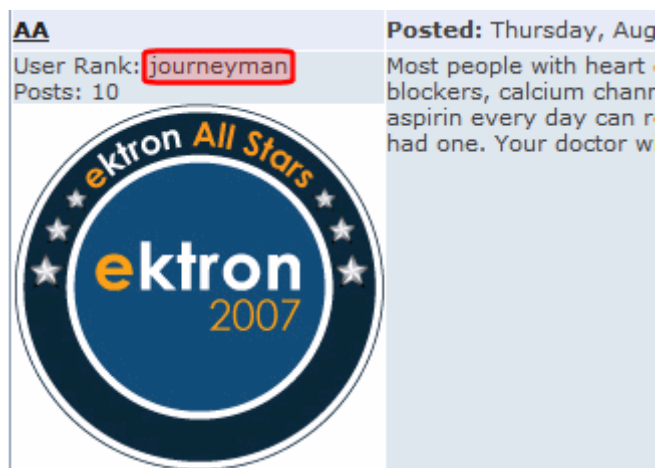 AA
User Rank: journeyman
Posts: 10
ektron All Stars
ektron
2007
Posted: Thursday, Aug
Most people with heart
blockers, calcium chann
aspirin every day can r
had one. Your doctor w